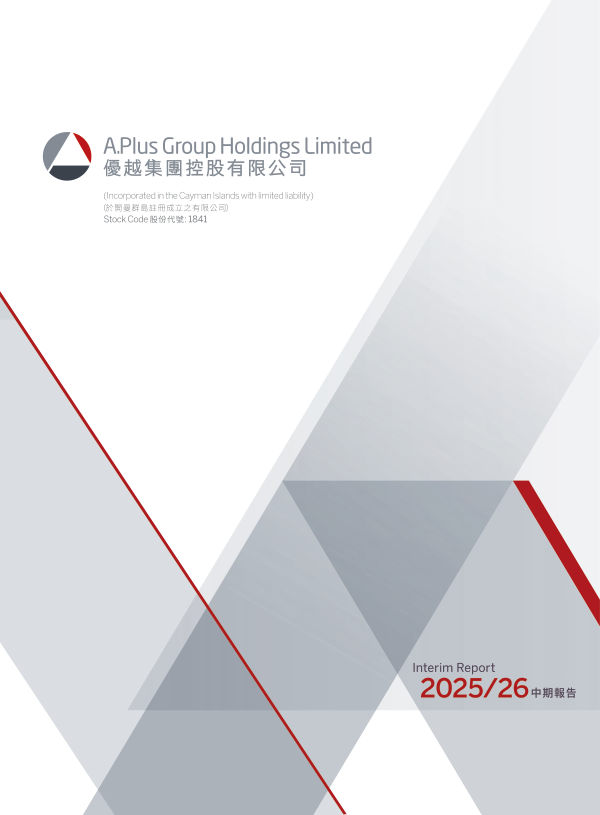 A.Plus Group Holdings Limited
優越集團控股有限公司
(Incorporated in the Cayman Islands with limited liability)
(於開曼群島註冊成立之有限公司)
Stock Code 股份代號: 1841
Interim Report
2025/26 中期報告